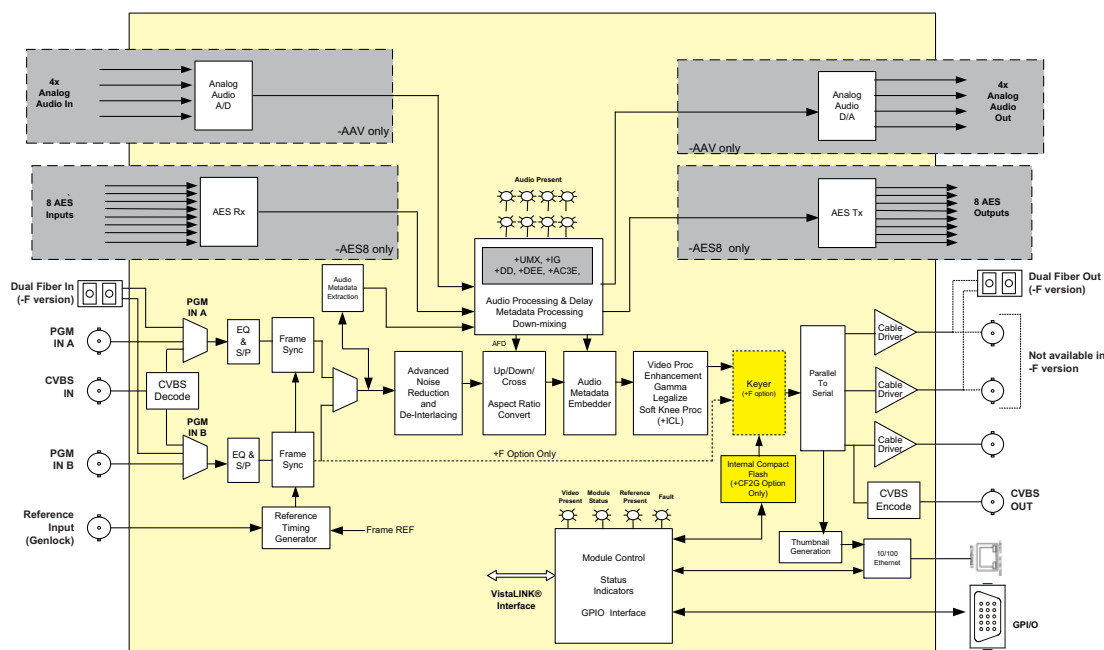 4x
Analog
Audio In
Analog
Audio
A/D
-AAV only
8 AES
Inputs
AES Rx
-AES8 only
Analog
Audio
D/A
4x
Analog
Audio
Out
-AAV only
AES Tx
8 AES
Outputs
-AES8 only
Audio Present
+UMX, +IG
+DD, +DEE, +AC3E,
Audio Processing & Delay
Metadata Processing
Down-mixing
Audio
Metadata
Extraction
Dual Fiber In
(-F version)
PGM
IN A
PGM
IN A
EQ
&
S/P
Frame
Sync
CVBS
IN
CVBS
Decode
PGM
IN B
PGM
IN B
EQ &
S/P
Frame
Sync
Reference
Input
(Genlock)
Reference
Timing
Generator
Frame REF
Advanced
Noise
Reduction
and
De-Interlacing
AFD
Up/Down/
Cross
Aspect Ratio
Convert
Audio
Metadata
Embedder
Video Proc
Enhancement
Gamma
Legalize
Soft Knee Proc
(+ICL)
+F Option Only
Keyer
(+F option)
Internal Compact
Flash
(+CF2G Option
Only)
Parallel
To
Serial
Cable
Driver
Cable
Driver
Cable
Driver
Dual Fiber Out
(-F version)
Not available in
-F version
CVBS
Encode
CVBS
OUT
Thumbnail
Generation
10/100
Ethernet
Video
Present
Module
Status
Reference
Present
Fault
Module Control
Status
Indicators
GPIO Interface
VistaLINK®
Interface
GPI/O